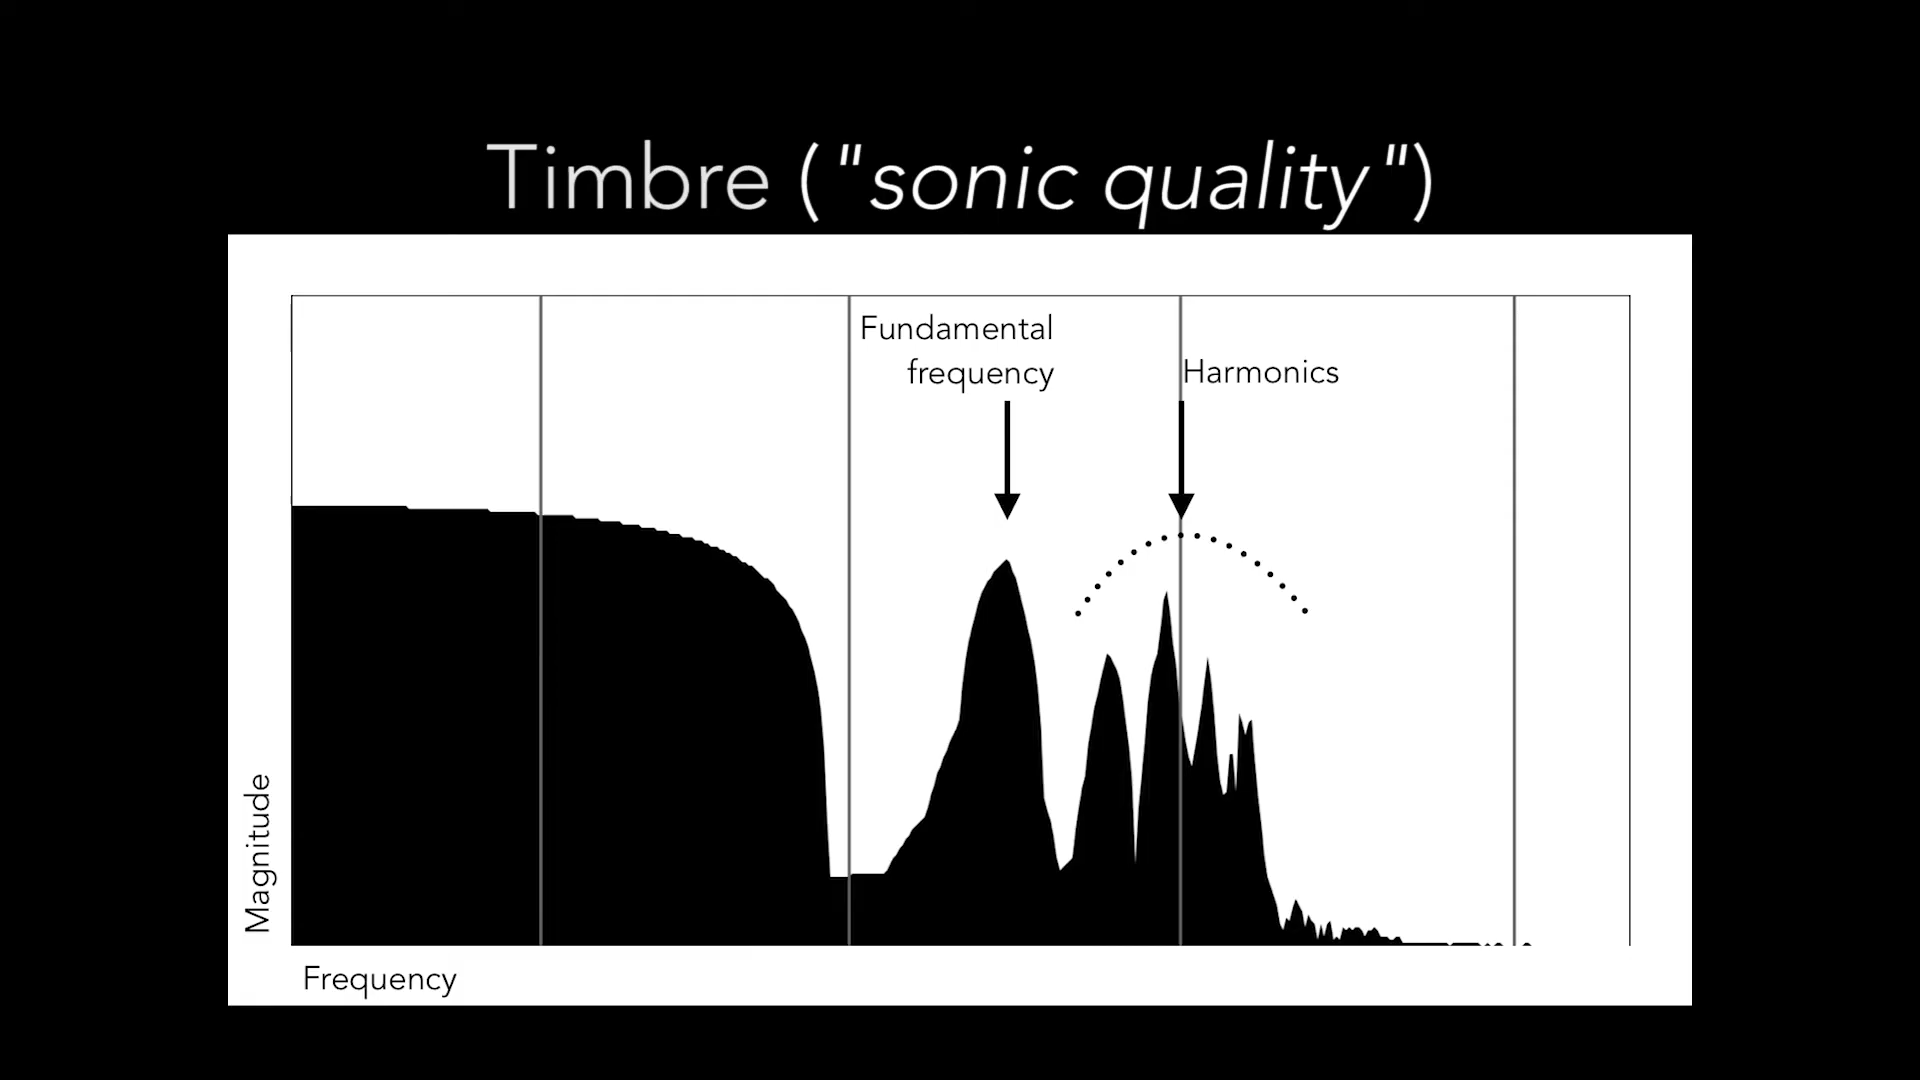 Timbre ("sonic quality")
Fundamental
frequency
Harmonics
Magnitude
Frequency